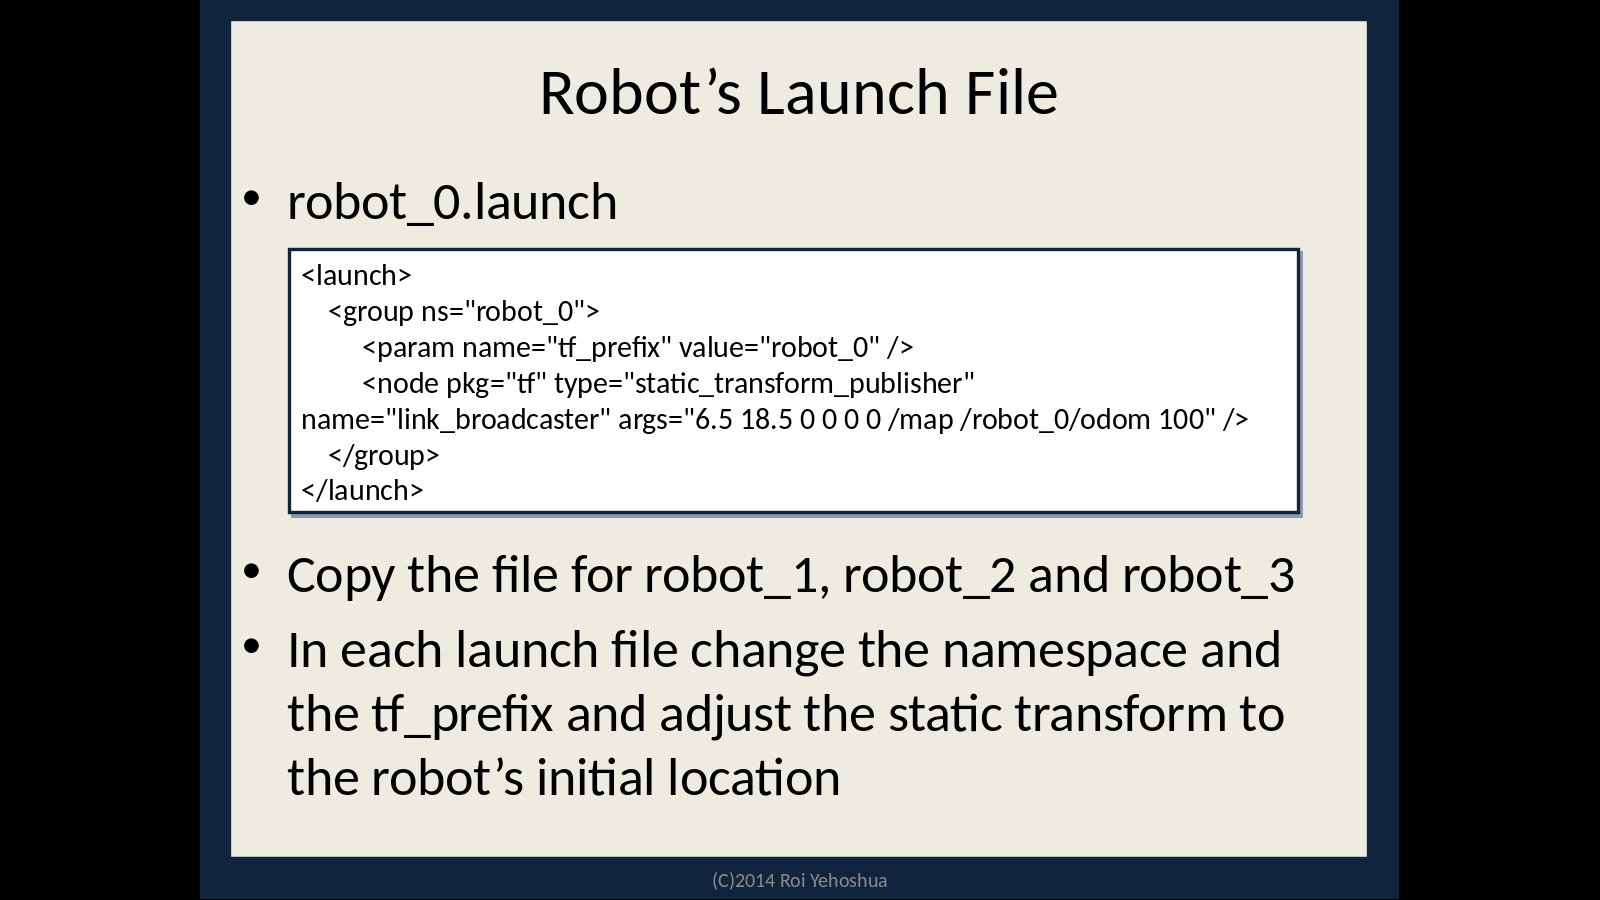 Robot’s Launch File
• robot_0.launch
<launch>
<group ns="robot_0">
<param name="tf_prefix" value="robot_0" />
<node pkg="tf" type="static_transform_publisher"
name="link_broadcaster" args="6.5 18.5 0 0 0 0 /map /robot_0/odom 100" />
</group>
</launch>
• Copy the file for robot_1, robot_2 and robot_3
• In each launch file change the namespace and
the tf_prefix and adjust the static transform to
the robot’s initial location
(C)2014 Roi Yehoshua